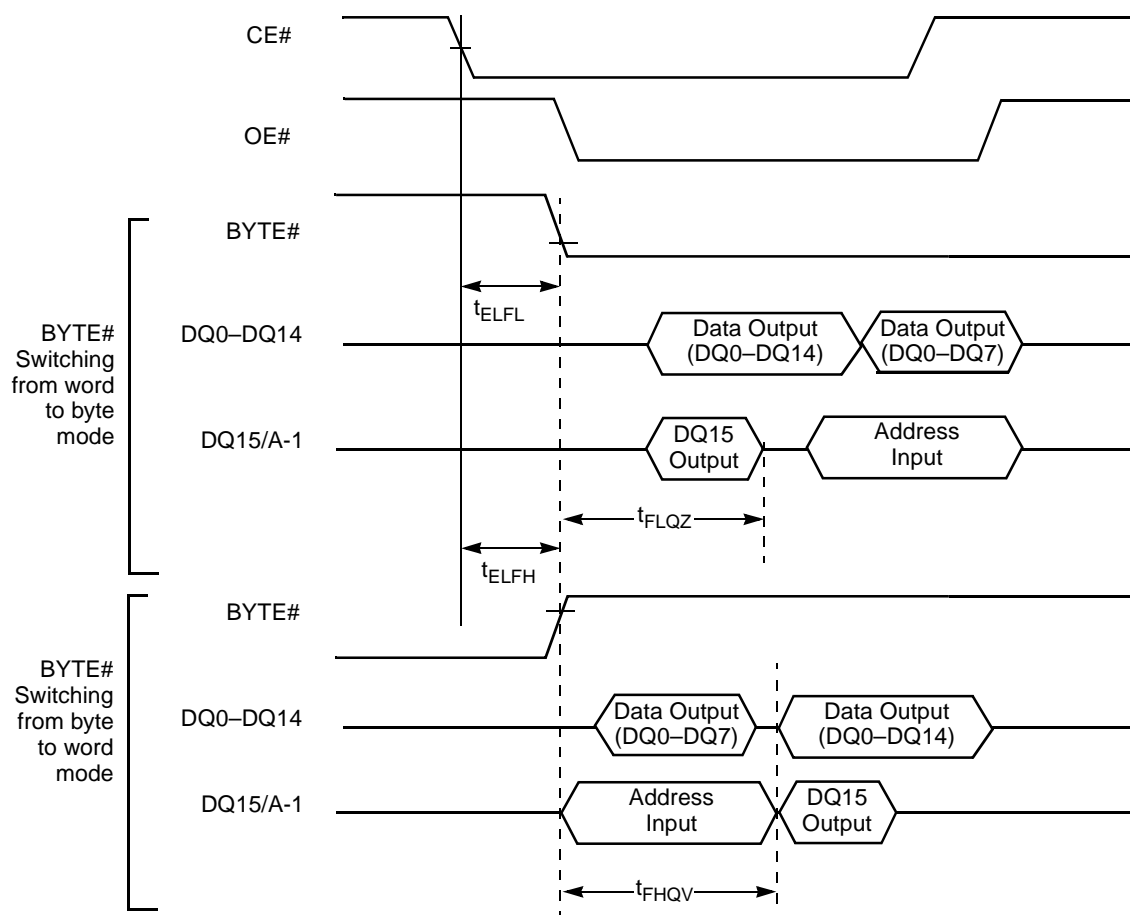 CE#
OE#
BYTE#
tELFL
BYTE#
Switching
from word
to byte
mode
DQ0–DQ14
Data Output
(DQ0–DQ14)
Data Output
(DQ0–DQ7)
DQ15/A-1
DQ15
Output
Address
Input
tFLQZ
tELFH
BYTE#
BYTE#
Switching
from byte
to word
mode
DQ0–DQ14
Data Output
(DQ0–DQ7)
Data Output
(DQ0–DQ14)
DQ15/A-1
Address
Input
DQ15
Output
tFHQV